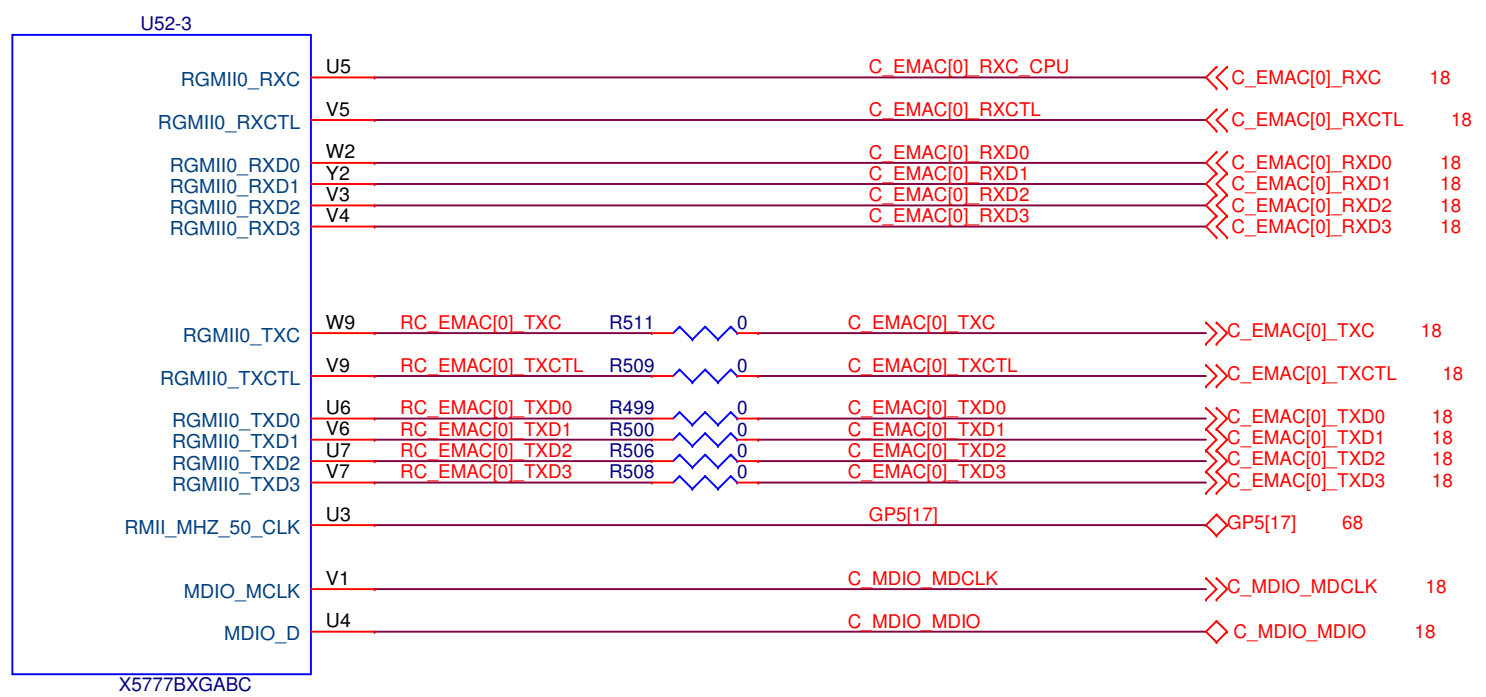 U52-3
RGMII0_RXC U5 C_EMAC[0]_RXC_CPU C_EMAC[0]_RXC 18
RGMII0_RXCTL V5 C_EMAC[0]_RXCTL C_EMAC[0]_RXCTL 18
RGMII0_RXD0 W2 C_EMAC[0]_RXD0 C_EMAC[0]_RXD0 18
RGMII0_RXD1 Y2 C_EMAC[0]_RXD1 C_EMAC[0]_RXD1 18
RGMII0_RXD2 V3 C_EMAC[0]_RXD2 C_EMAC[0]_RXD2 18
RGMII0_RXD3 V4 C_EMAC[0]_RXD3 C_EMAC[0]_RXD3 18
RGMII0_TXC W9 RC_EMAC[0]_TXC R511 0 C_EMAC[0]_TXC C_EMAC[0]_TXC 18
RGMII0_TXCTL V9 RC_EMAC[0]_TXCTL R509 0 C_EMAC[0]_TXCTL C_EMAC[0]_TXCTL 18
RGMII0_TXD0 U6 RC_EMAC[0]_TXD0 R499 0 C_EMAC[0]_TXD0 C_EMAC[0]_TXD0 18
RGMII0_TXD1 V6 RC_EMAC[0]_TXD1 R500 0 C_EMAC[0]_TXD1 C_EMAC[0]_TXD1 18
RGMII0_TXD2 U7 RC_EMAC[0]_TXD2 R506 0 C_EMAC[0]_TXD2 C_EMAC[0]_TXD2 18
RGMII0_TXD3 V7 RC_EMAC[0]_TXD3 R508 0 C_EMAC[0]_TXD3 C_EMAC[0]_TXD3 18
RMII_MHZ_50_CLK U3 GP5[17] GP5[17] 68
MDIO_MCLK V1 C_MDIO_MDCLK C_MDIO_MDCLK 18
MDIO_D U4 C_MDIO_MDIO C_MDIO_MDIO 18
X5777BXGABC